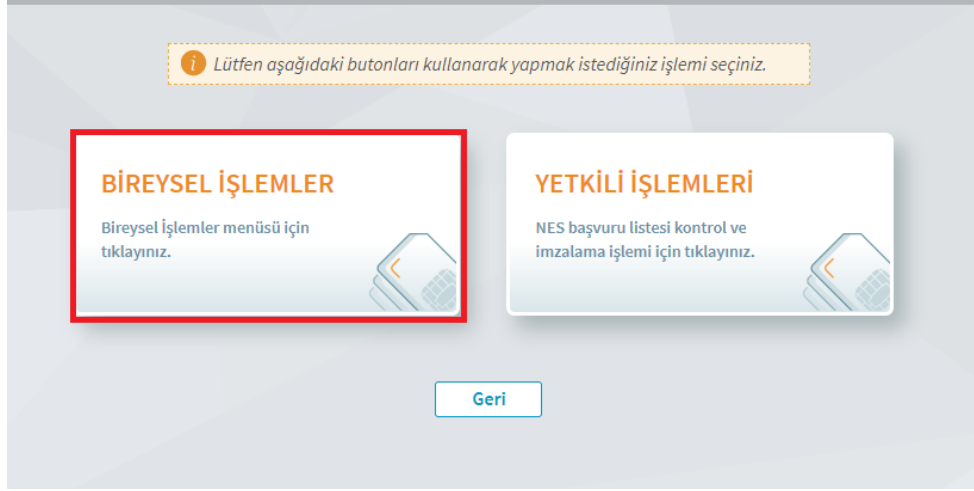 i
Lütfen aşağıdaki butonları kullanarak yapmak istediğiniz işlemi seçiniz.
BİREYSEL İŞLEMLER
Bireysel İşlemler menüsü için
tıklayınız.
YETKİLİ İŞLEMLERİ
NES başvuru listesi kontrol ve
imzalama işlemi için tıklayınız.
Geri